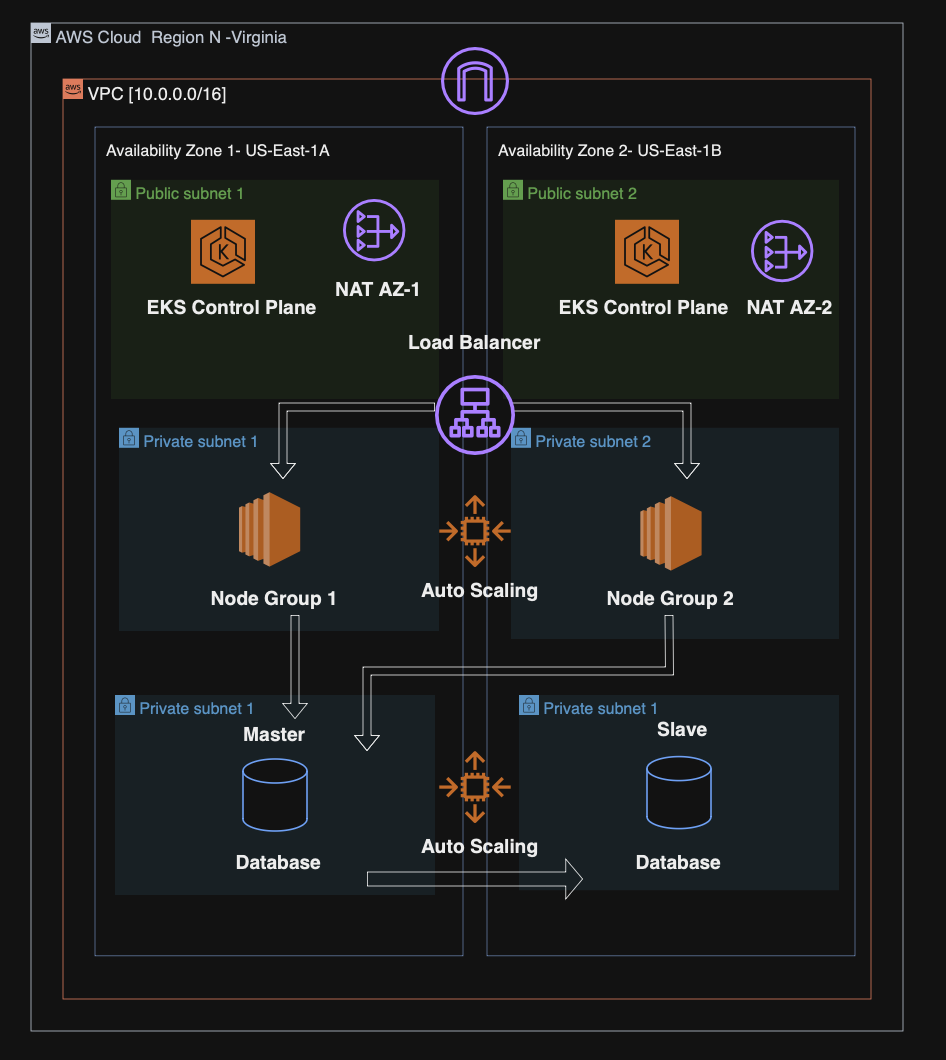 aws
AWS Cloud Region N -Virginia
aws
VPC [10.0.0.0/16]
Availability Zone 1- US-East-1A
Availability Zone 2- US-East-1B
Public subnet 1
Public subnet 2
K
K
EKS Control Plane
NAT AZ-1
EKS Control Plane
NAT AZ-2
Load Balancer
Private subnet 1
Private subnet 2
Node Group 1
Auto Scaling
Node Group 2
Private subnet 1
Private subnet 1
Master
Slave
Auto Scaling
Database
Database